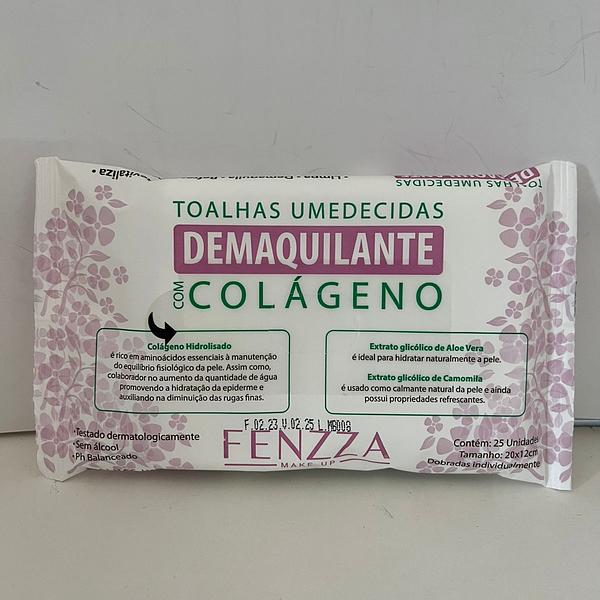 TOALHAS UMEDECIDAS
TOALHAS UMEDECIDAS
DEMAQUILANTE
COM COLÁGENO
Colágeno Hidrolisado
é rico em aminoácidos essenciais à manutenção
do equilíbrio fisiológico da pele. Assim como,
colaborador no aumento da quantidade de água
promovendo a hidratação da epiderme e
auxiliando na diminuição das rugas finas.
Extrato glicólico de Aloe Vera
é ideal para hidratar naturalmente a pele.
Extrato glicólico de Camomila
é usado como calmante natural da pele e ainda
possui propriedades refrescantes.
F.02.23.V.02.25 L.MB008
•Testado dermatologicamente
•Sem álcool
•Ph Balanceado
FENZZA
MAKE UP
Contém: 25 Unidades
Tamanho: 20x12cm
Dobradas individualmente